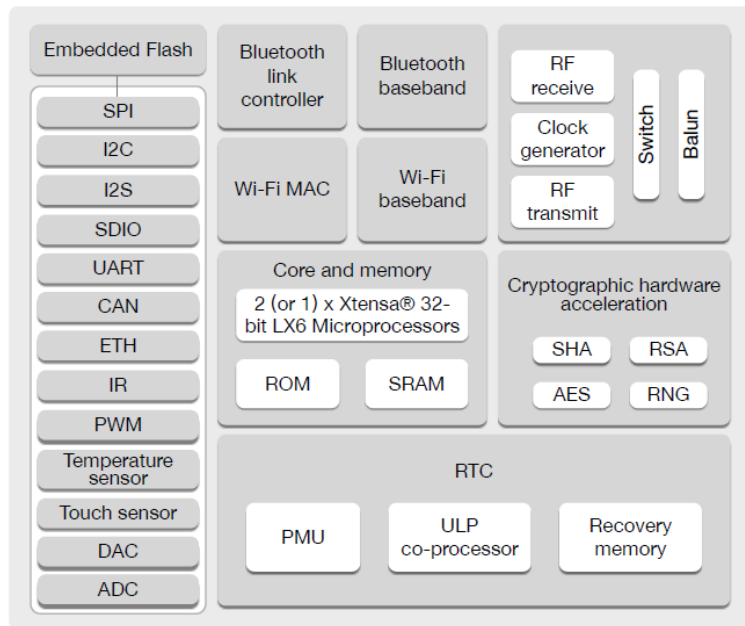 Embedded Flash
SPI
I2C
I2S
SDIO
UART
CAN
ETH
IR
PWM
Temperature
sensor
Touch sensor
DAC
ADC
Bluetooth
link
controller
Bluetooth
baseband
Wi-Fi MAC
Wi-Fi
baseband
RF
receive
Clock
generator
RF
transmit
Switch
Balun
Core and memory
2 (or 1) x Xtensa® 32-
bit LX6 Microprocessors
ROM
SRAM
Cryptographic hardware
acceleration
SHA
RSA
AES
RNG
RTC
PMU
ULP
co-processor
Recovery
memory